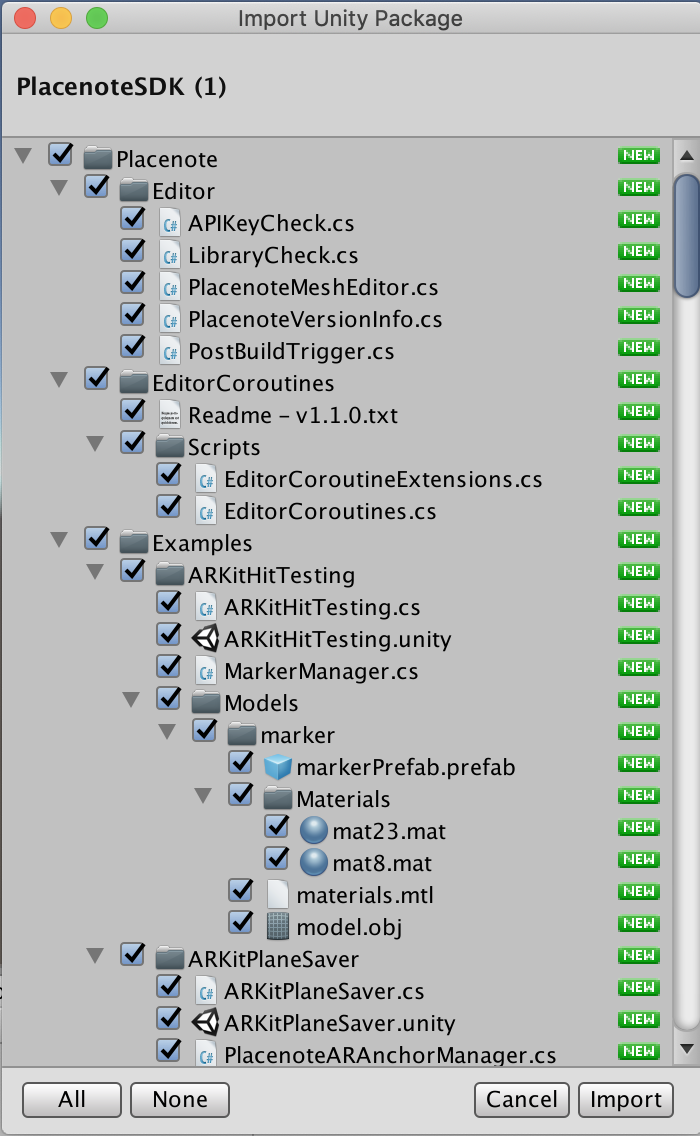 Import Unity Package
PlacenoteSDK (1)
Placenote NEW
Editor NEW
C# APIKeyCheck.cs NEW
C# LibraryCheck.cs NEW
C# PlacenoteMeshEditor.cs NEW
C# PlacenoteVersionInfo.cs NEW
C# PostBuildTrigger.cs NEW
EditorCoroutines NEW
Readme – v1.1.0.txt NEW
Scripts NEW
C# EditorCoroutineExtensions.cs NEW
C# EditorCoroutines.cs NEW
Examples NEW
ARKitHitTesting NEW
C# ARKitHitTesting.cs NEW
ARKitHitTesting.unity NEW
C# MarkerManager.cs NEW
Models NEW
marker NEW
markerPrefab.prefab NEW
Materials NEW
mat23.mat NEW
mat8.mat NEW
materials.mtl NEW
model.obj NEW
ARKitPlaneSaver NEW
C# ARKitPlaneSaver.cs NEW
ARKitPlaneSaver.unity NEW
C# PlacenoteARAnchorManager.cs NEW
All None Cancel Import